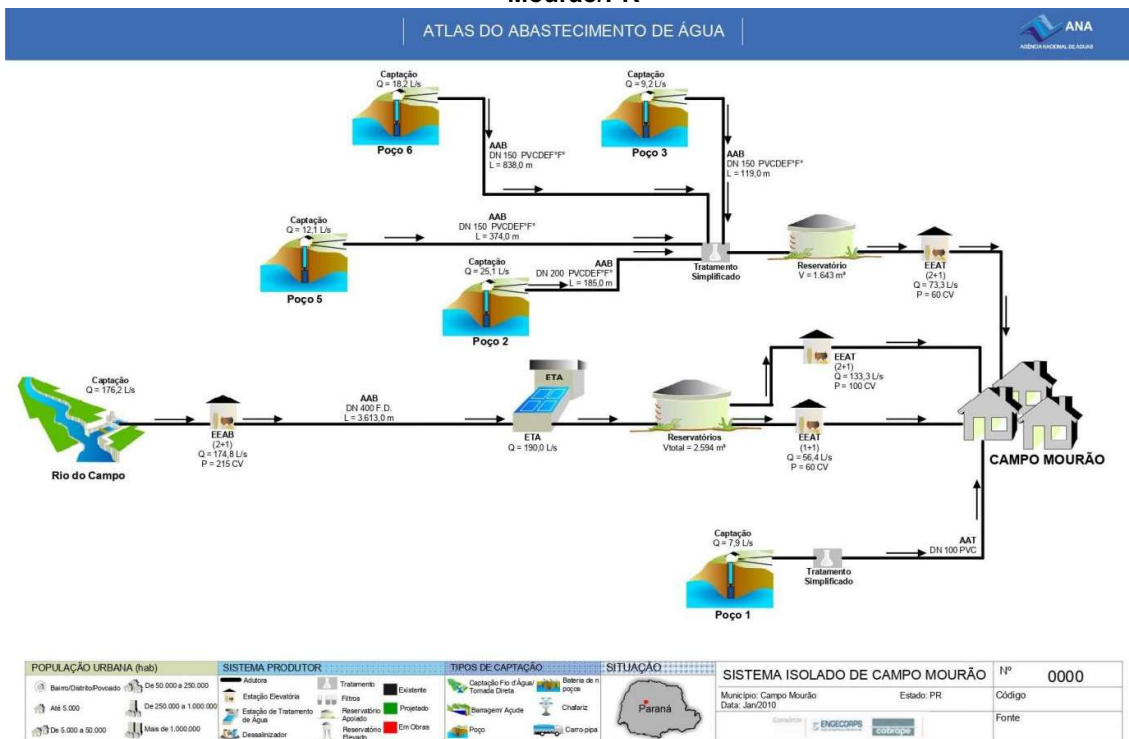 Mourão/PR
ATLAS DO ABASTECIMENTO DE ÁGUA
ANA
AGÊNCIA NACIONAL DE ÁGUAS
Captação
Q = 18,2 L/s
Poço 6
AAB
DN 150 PVCDEF°F°
L = 838,0 m
Captação
Q = 9,2 L/s
Poço 3
AAB
DN 150 PVCDEF°F°
L = 119,0 m
Captação
Q = 12,1 L/s
Poço 5
AAB
DN 150 PVCDEF°F°
L = 374,0 m
Captação
Q = 25,1 L/s
Poço 2
AAB
DN 200 PVCDEF°F°
L = 185,0 m
Tratamento
Simplificado
Reservatório
V = 1.643 m³
EEAT
(2+1)
Q = 73,3 L/s
P = 60 CV
EEAT
(2+1)
Q = 133,3 L/s
P = 100 CV
Captação
Q = 176,2 L/s
Rio do Campo
EEAB
(2+1)
Q = 174,8 L/s
P = 215 CV
AAB
DN 400 F.D.
L = 3.613,0 m
ETA
ETA
Q = 190,0 L/s
Reservatórios
Vtotal = 2.594 m³
EEAT
(1+1)
Q = 56,4 L/s
P = 60 CV
CAMPO MOURÃO
Captação
Q = 7,9 L/s
Poço 1
Tratamento
Simplificado
AAT
DN 100 PVC
POPULAÇÃO URBANA (hab)
Bairro/Distrito/Povoado
De 50.000 a 250.000
Até 5.000
De 250.000 a 1.000.000
De 5.000 a 50.000
Mais de 1.000.000
SISTEMA PRODUTOR
Adutora
Estação Elevatória
Estação de Tratamento
de Água
Dessalinizador
Tratamento
Filtros
Reservatório
Apoiado
Reservatório
Elevado
Existente
Projetado
Em Obras
TIPOS DE CAPTAÇÃO
Captação Fio d'Água/
Tomada Direta
Barragem/ Açude
Poço
Bateria de n
poços
Chafariz
Carro-pipa
SITUAÇÃO
Paraná
SISTEMA ISOLADO DE CAMPO MOURÃO
Nº
0000
Município: Campo Mourão
Estado: PR
Data: Jan/2010
Código
Fonte
Consórcio
ENGECORPS
cobrape